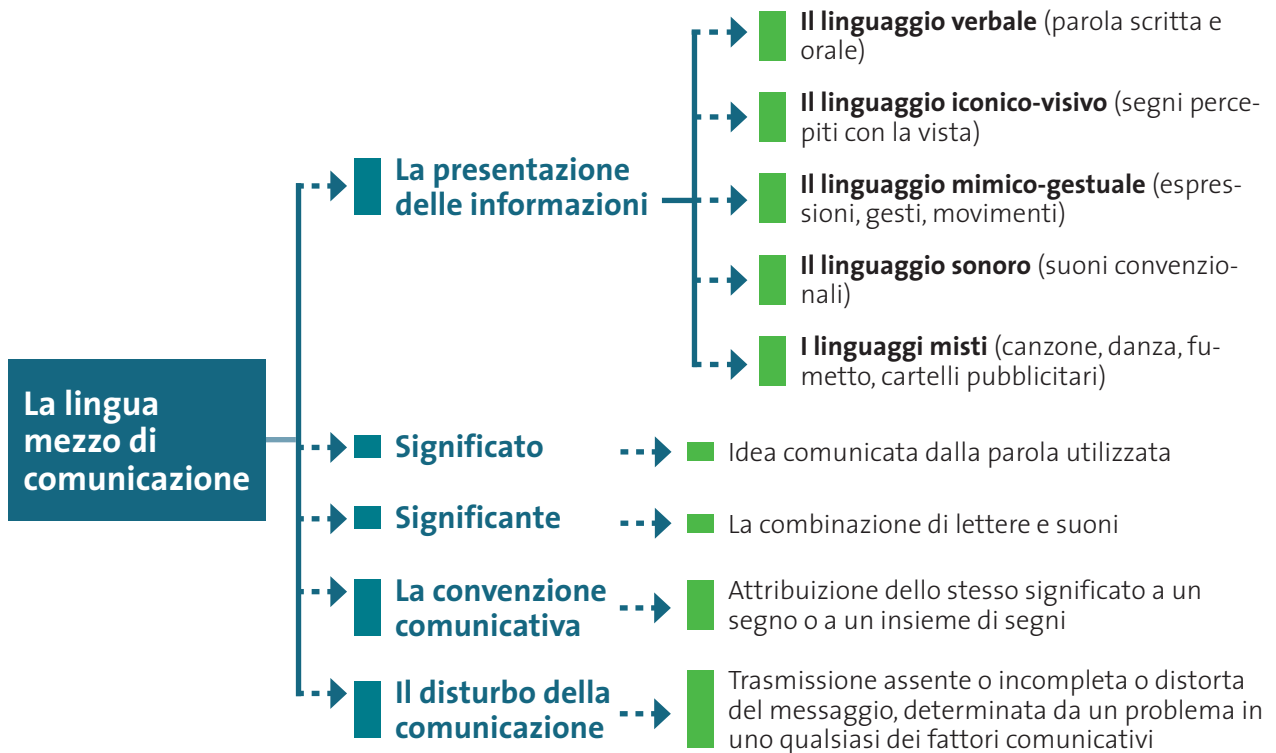 La lingua
mezzo di
comunicazione
La presentazione
delle informazioni
Il linguaggio verbale (parola scritta e
orale)
Il linguaggio iconico-visivo (segni perce-
piti con la vista)
Il linguaggio mimico-gestuale (espres-
sioni, gesti, movimenti)
Il linguaggio sonoro (suoni convenzio-
nali)
I linguaggi misti (canzone, danza, fu-
metto, cartelli pubblicitari)
Significato
Idea comunicata dalla parola utilizzata
Significante
La combinazione di lettere e suoni
La convenzione
comunicativa
Attribuizione dello stesso significato a un
segno o a un insieme di segni
Il disturbo della
comunicazione
Trasmissione assente o incompleta o distorta
del messaggio, determinata da un problema in
uno qualsiasi dei fattori comunicativi